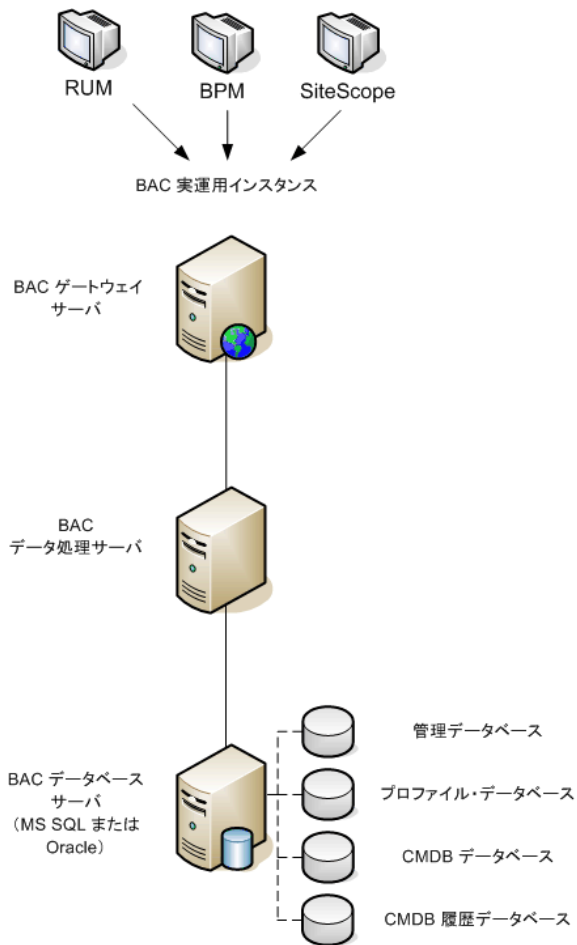 RUM
BPM
SiteScope
BAC 実運用インスタンス
BAC ゲートウェイ
サーバ
BAC
データ処理サーバ
BAC データベース
サーバ
(MS SQL または
Oracle)
管理データベース
プロファイル・データベース
CMDB データベース
CMDB 履歴データベース